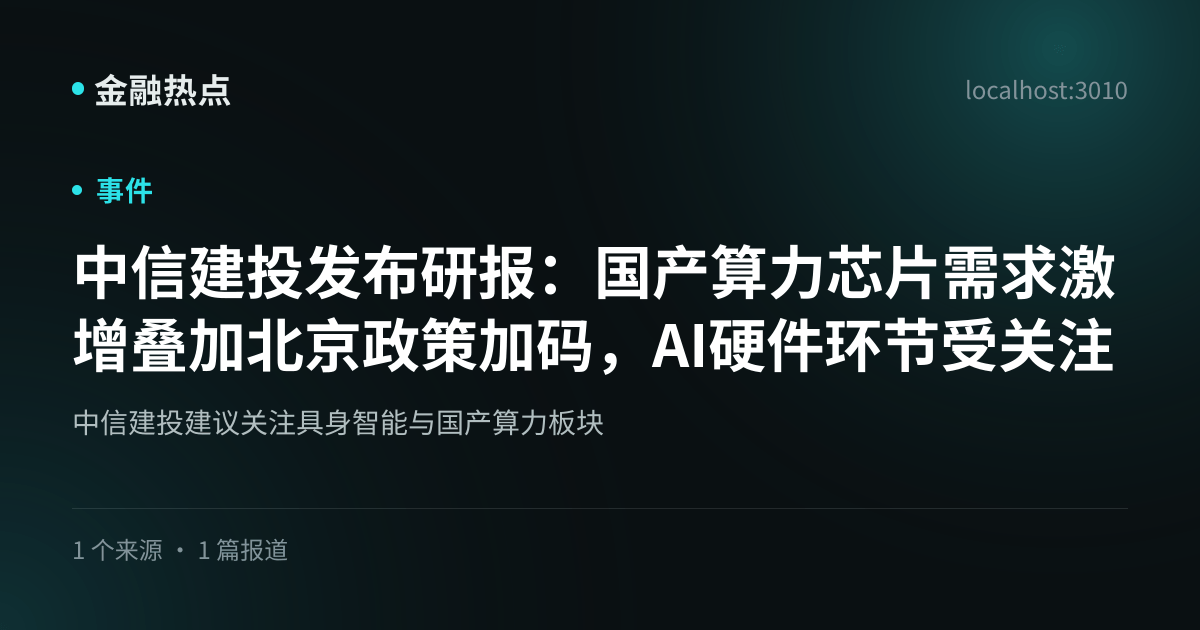 金融热点
localhost:3010
事件
中信建投发布研报：国产算力芯片需求激
增叠加北京政策加码，AI硬件环节受关注
中信建投建议关注具身智能与国产算力板块
1 个来源 · 1 篇报道